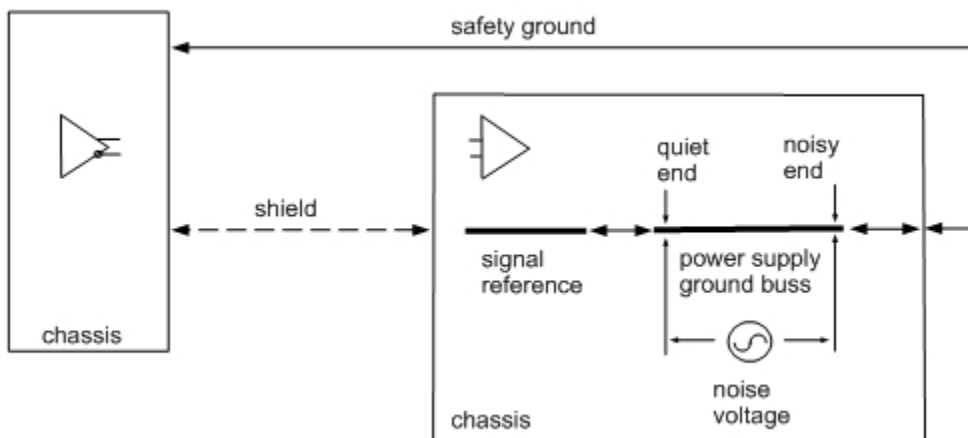 safety ground
quiet
end
noisy
end
shield
signal
reference
power supply
ground buss
chassis
noise
voltage
chassis